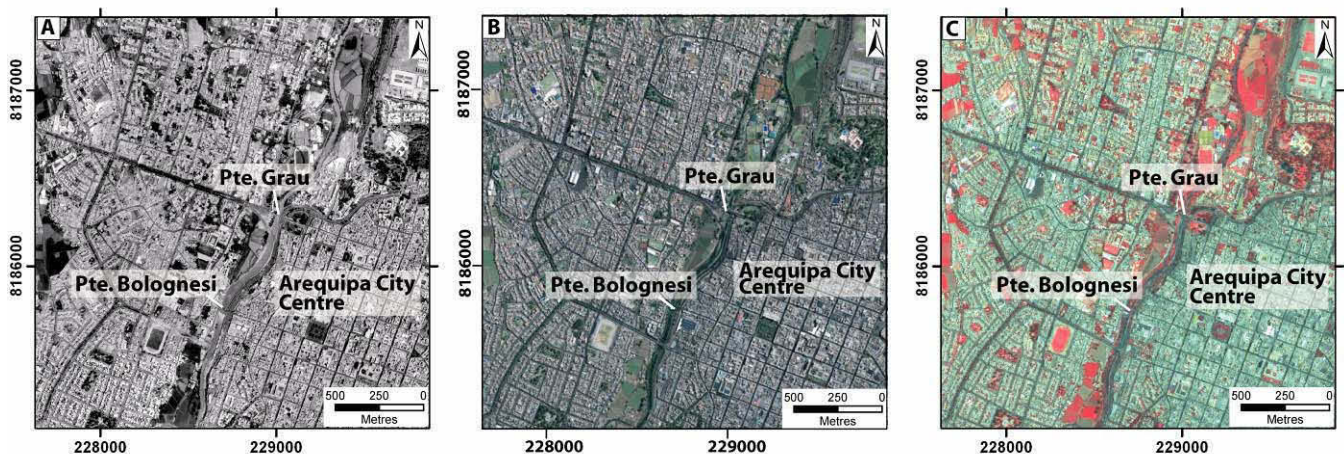 A
N
8187000
8186000
Pte. Grau
Pte. Bolognesi
Arequipa City
Centre
500 250 0
Metres
228000 229000
B
N
8187000
8186000
Pte. Grau
Pte. Bolognesi
Arequipa City
Centre
500 250 0
Metres
228000 229000
C
N
8187000
8186000
Pte. Grau
Pte. Bolognesi
Arequipa City
Centre
500 250 0
Metres
228000 229000